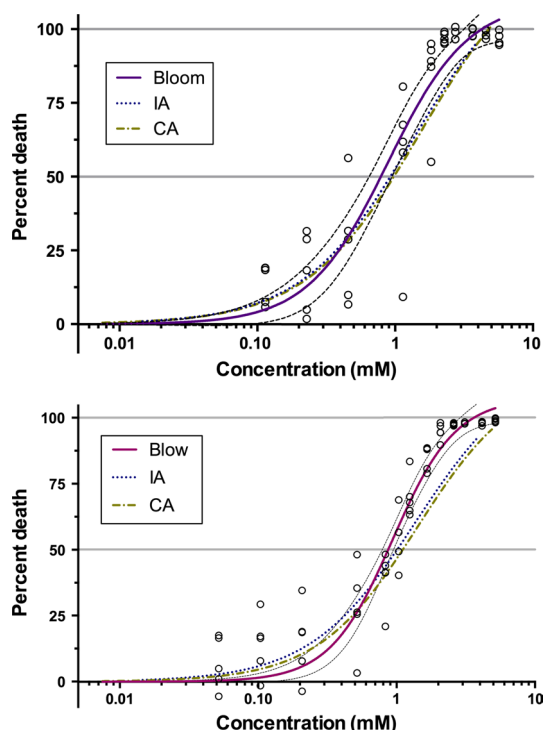 100
75
50
25
0
Percent death
Bloom
IA
CA
0.01
0.10
1
10
Concentration (mM)
100
75
50
25
0
Percent death
Blow
IA
CA
0.01
0.10
1
10
Concentration (mM)